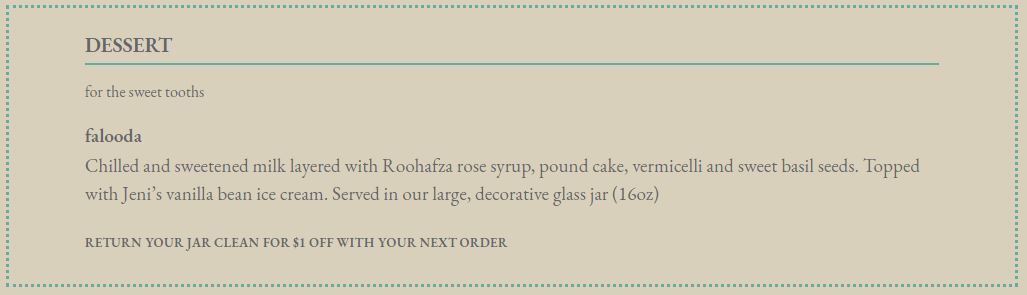 DESSERT
for the sweet tooths
falooda
Chilled and sweetened milk layered with Roohafza rose syrup, pound cake, vermicelli and sweet basil seeds. Topped
with Jeni’s vanilla bean ice cream. Served in our large, decorative glass jar (16oz)
RETURN YOUR JAR CLEAN FOR $1 OFF WITH YOUR NEXT ORDER